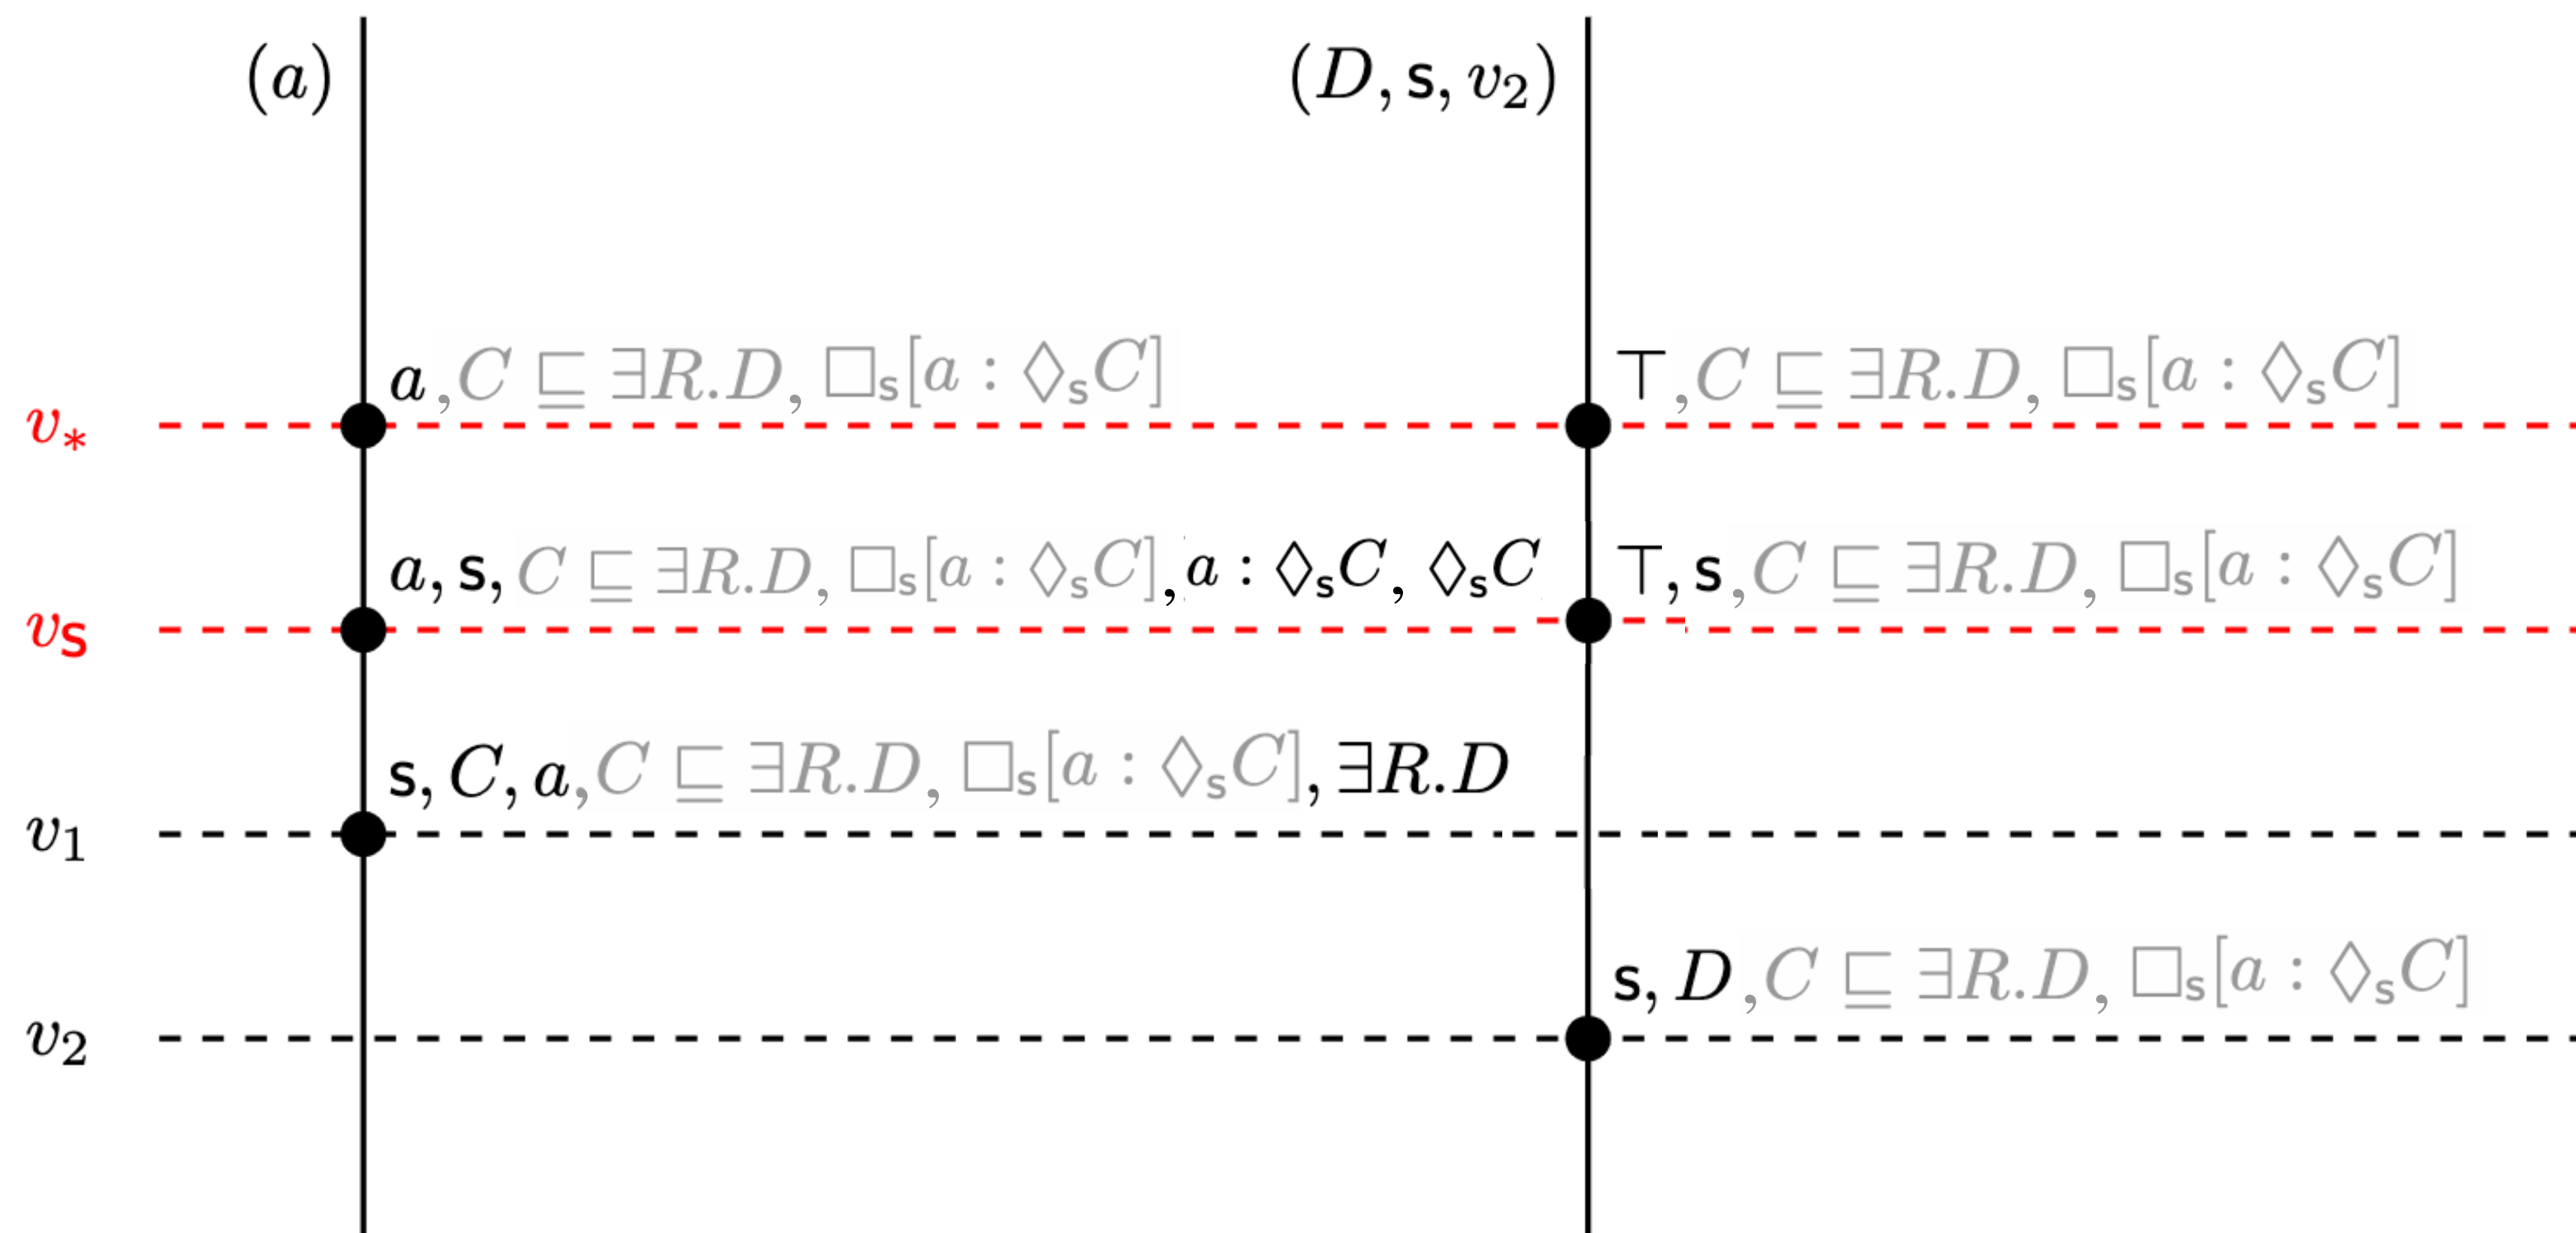 (a) (D, s, v₂)
v∗ a, C ⊑ ∃R.D, □ₛ[a : ◇ₛC] ⊤, C ⊑ ∃R.D, □ₛ[a : ◇ₛC]
vₛ a, s, C ⊑ ∃R.D, □ₛ[a : ◇ₛC], a : ◇ₛC, ◇ₛC ⊤, s, C ⊑ ∃R.D, □ₛ[a : ◇ₛC]
v₁ s, C, a, C ⊑ ∃R.D, □ₛ[a : ◇ₛC], ∃R.D
v₂ s, D, C ⊑ ∃R.D, □ₛ[a : ◇ₛC]